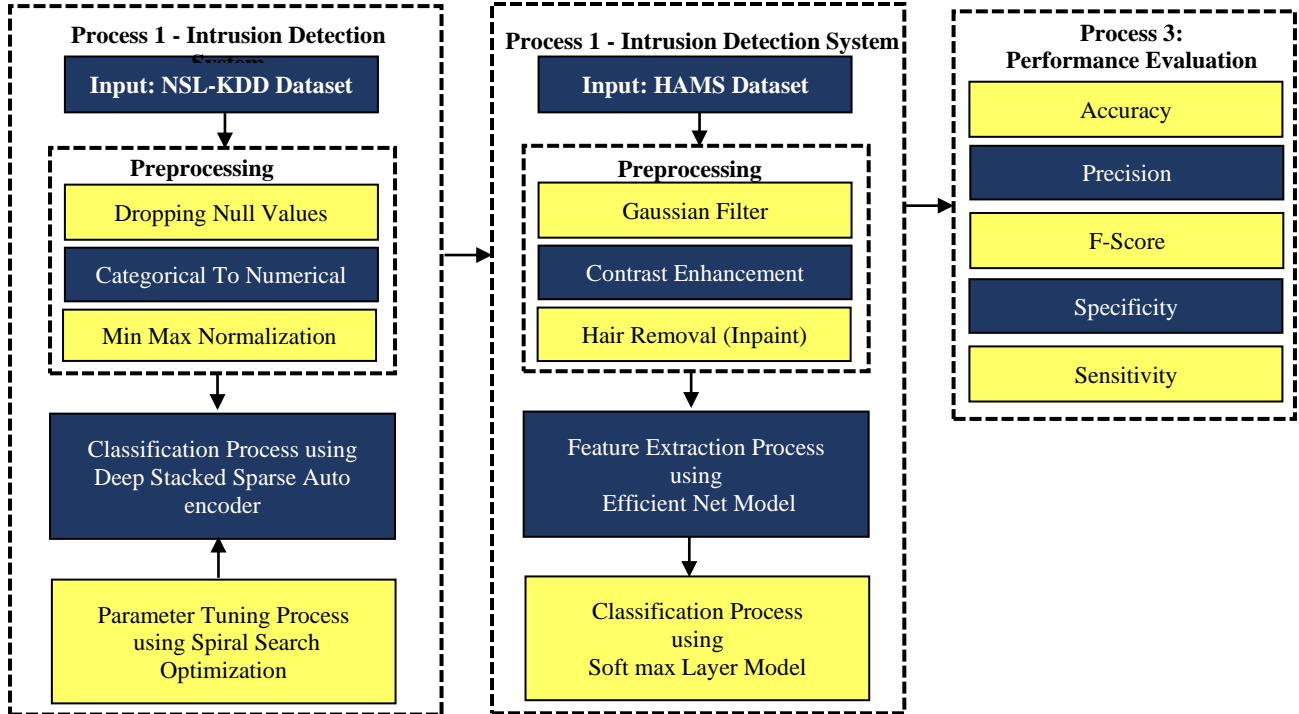 Process 1 - Intrusion Detection
System
Input: NSL-KDD Dataset
Preprocessing
Dropping Null Values
Categorical To Numerical
Min Max Normalization
Classification Process using
Deep Stacked Sparse Auto
encoder
Parameter Tuning Process
using Spiral Search
Optimization
Process 1 - Intrusion Detection System
Input: HAMS Dataset
Preprocessing
Gaussian Filter
Contrast Enhancement
Hair Removal (Inpaint)
Feature Extraction Process
using
Efficient Net Model
Classification Process
using
Soft max Layer Model
Process 3:
Performance Evaluation
Accuracy
Precision
F-Score
Specificity
Sensitivity